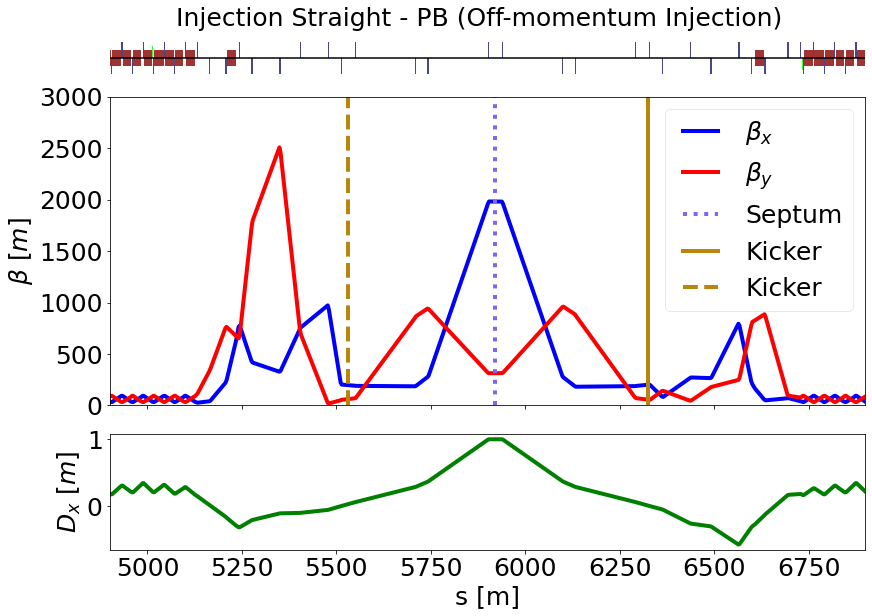 Injection Straight - PB (Off-momentum Injection)
3000
2500
2000
1500
1000
500
0
β [m]
βx
βy
Septum
Kicker
Kicker
1
0
Dx [m]
5000 5250 5500 5750 6000 6250 6500 6750
s [m]